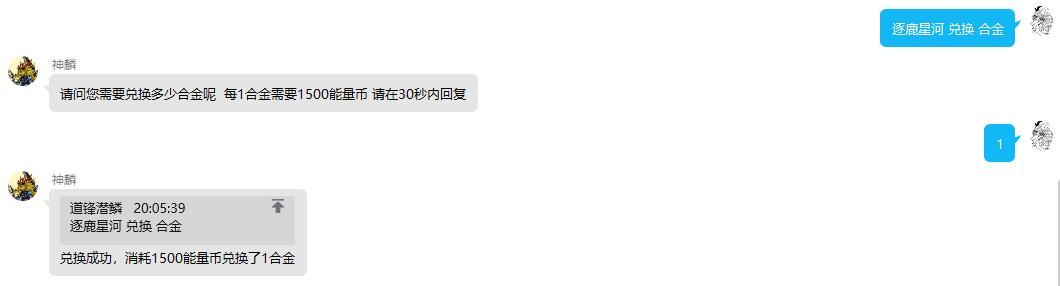 逐鹿星河 兑换 合金
神麟
请问您需要兑换多少合金呢  每1合金需要1500能量币 请在30秒内回复
1
神麟
道锋潜鳞  20:05:39
逐鹿星河 兑换 合金
兑换成功，消耗1500能量币兑换了1合金